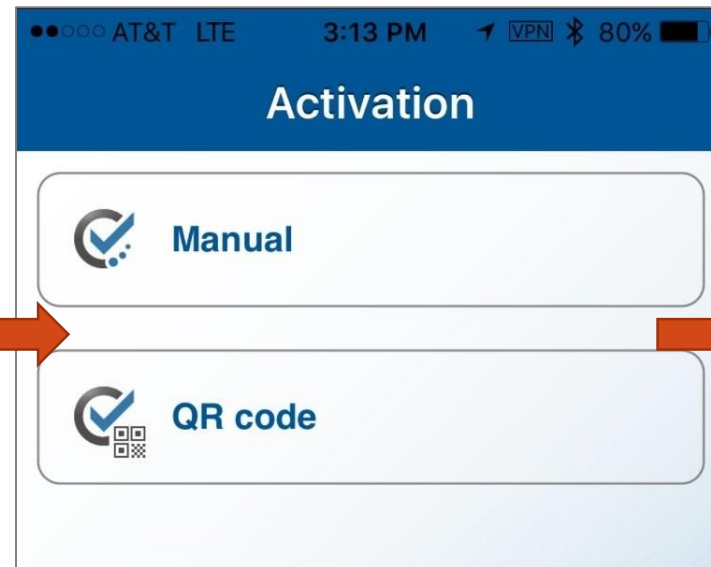 ●●○○○ AT&T LTE 3:13 PM VPN 80%
Activation
Manual
QR code